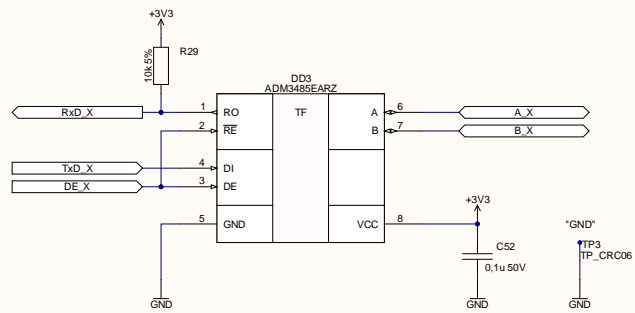 +3V3
R29
10k 5%
DD3
ADM3485EARZ
RxD_X
1
RO
TF
A
6
A_X
2
RE
B
7
B_X
TxD_X
4
DI
DE_X
3
DE
5
GND
VCC
8
+3V3
"GND"
C52
TP3
0,1u 50V
TP_CRC06
GND
GND
GND